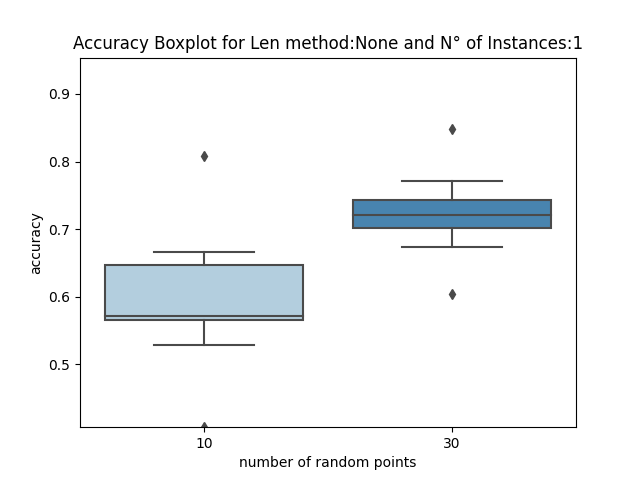 Accuracy Boxplot for Len method:None and N° of Instances:1
0.9
0.8
0.7
0.6
0.5
accuracy
10
30
number of random points